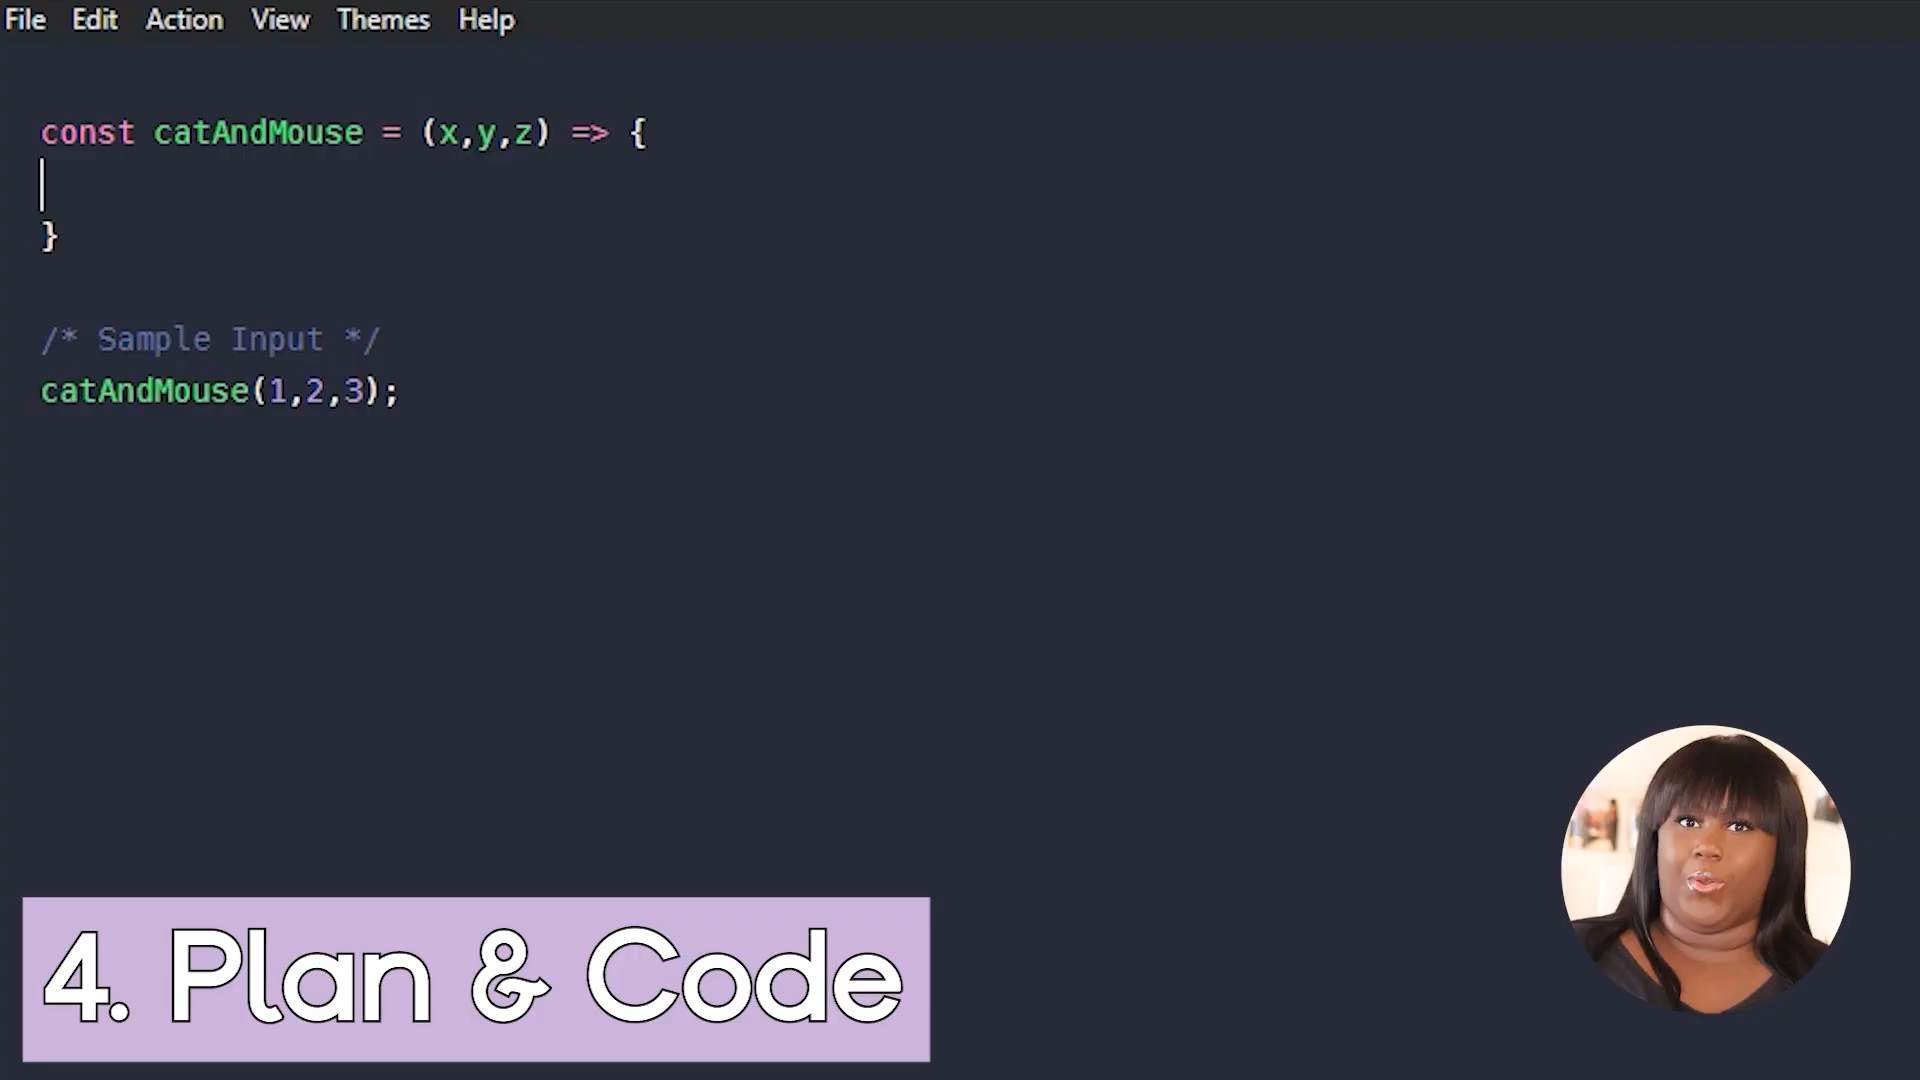 File Edit Action View Themes Help
const catAndMouse = (x,y,z) => {
}
/* Sample Input */
catAndMouse(1,2,3);
4. Plan & Code